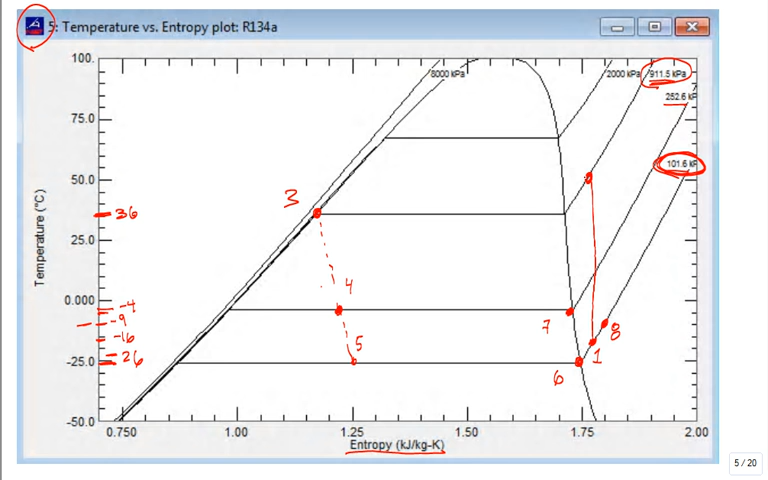 5: Temperature vs. Entropy plot: R134a
100.
8000 kPa
2000 kPa
911.5 kPa
252.6 kP
75.0
101.6 kP
50.0
3
36
25.0
Temperature (°C)
4
0.000
-4
-9
7
8
-16
5
1
-25.0
26
6
-50.0
0.750
1.00
1.25
1.50
1.75
2.00
Entropy (kJ/kg-K)
5 / 20